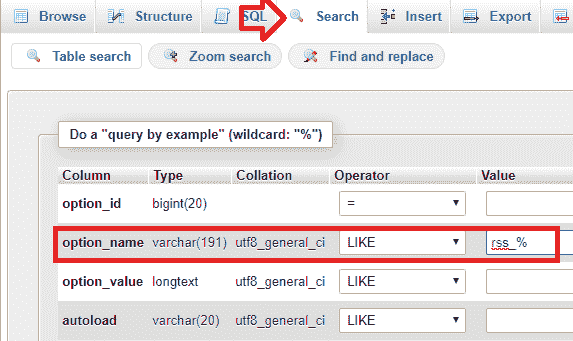 Browse Structure SQL Search Insert Export
Table search Zoom search Find and replace
Do a "query by example" (wildcard: "%")
Column Type Collation Operator Value
option_id bigint(20) =
option_name varchar(191) utf8_general_ci LIKE rss_%
option_value longtext utf8_general_ci LIKE
autoload varchar(20) utf8_general_ci LIKE